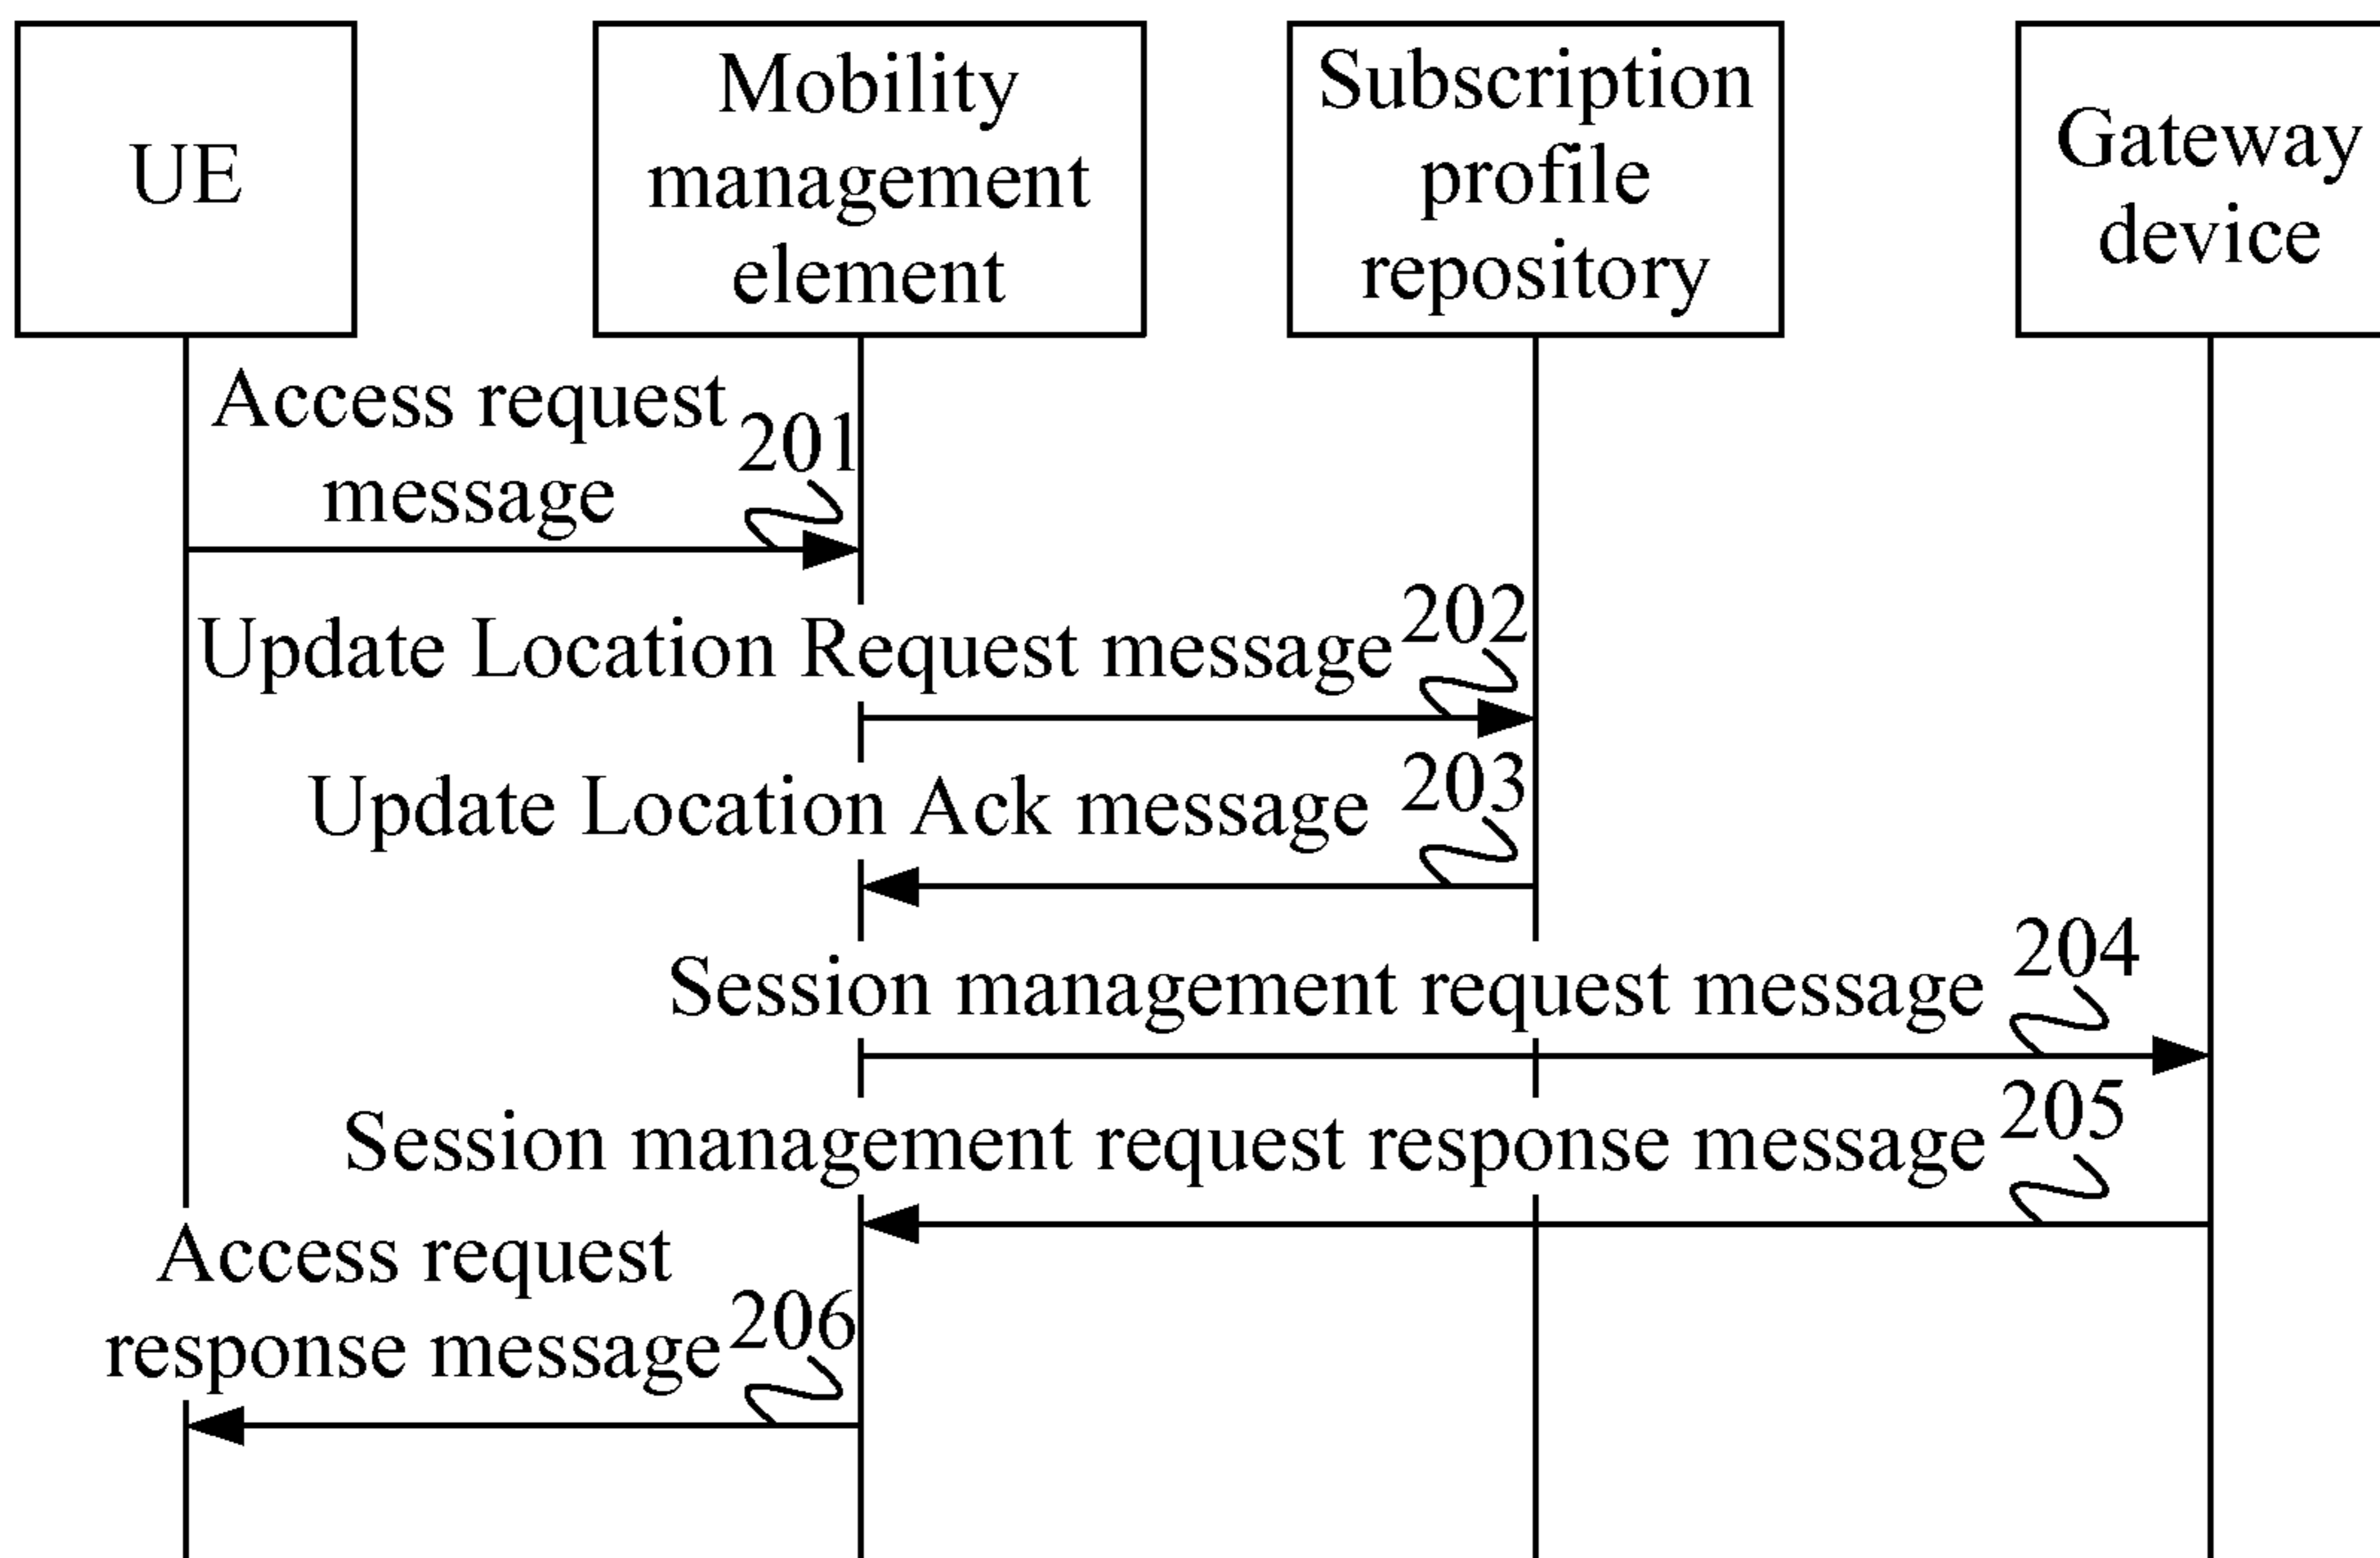 UE
Mobility
management
element
Subscription
profile
repository
Gateway
device
Access request
message
201
Update Location Request message
202
Update Location Ack message
203
Session management request message
204
Session management request response message
205
Access request
response message
206